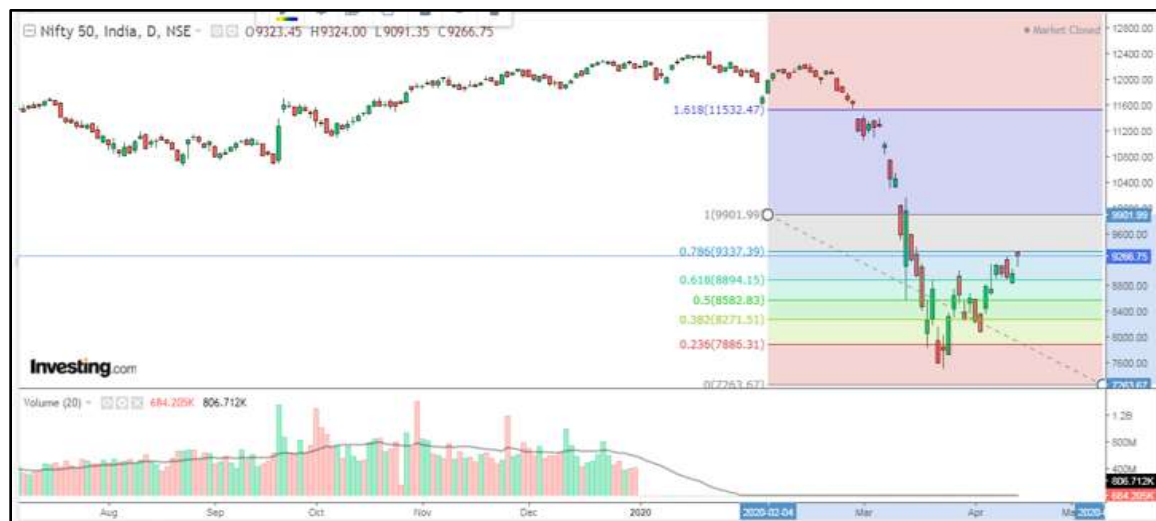 Nifty 50, India, D, NSE O9323.45 H9324.00 L9091.35 C9266.75
Market Closed
12800.00
12400.00
12000.00
11600.00
11200.00
10800.00
10400.00
9901.99
9600.00
9266.75
8800.00
8400.00
8000.00
7600.00
7263.67
1.618(11532.47)
1(9901.99)
0.786(9337.39)
0.618(8894.15)
0.5(8582.83)
0.382(8271.51)
0.236(7886.31)
0(7263.67)
Investing.com
Volume (20) 684.205K 806.712K
1.2B
800M
400M
806.712K
684.205K
Aug Sep Oct Nov Dec 2020 2020-02-04 Mar Apr